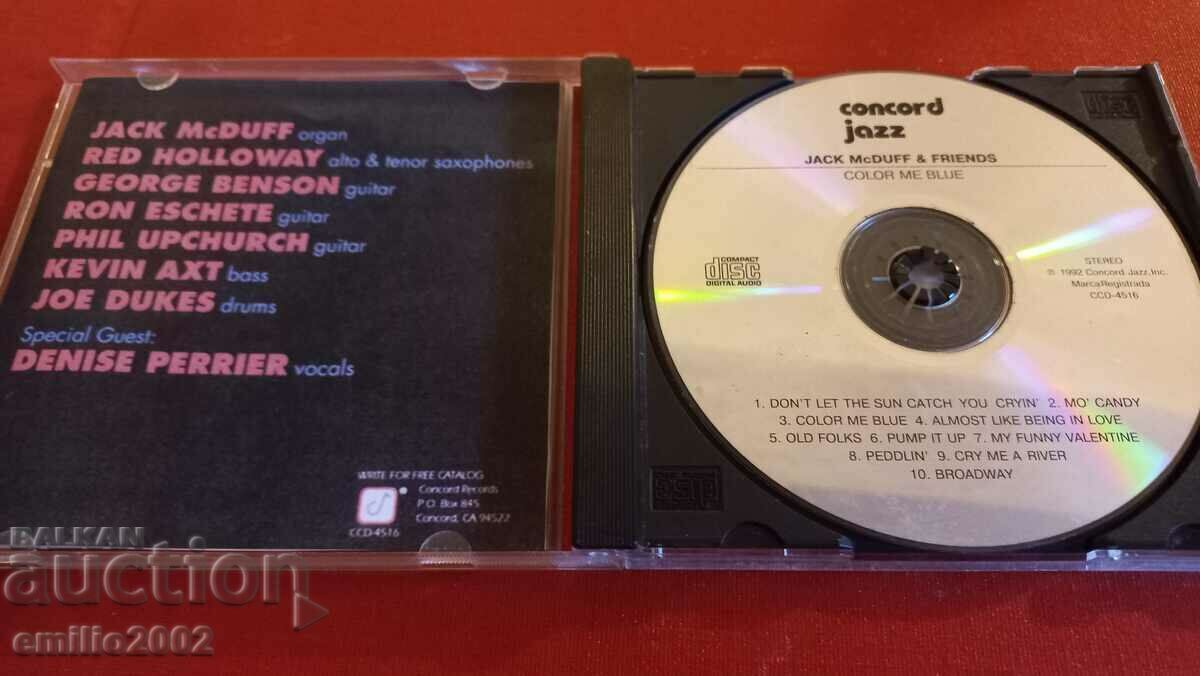 JACK McDUFF organ
RED HOLLOWAY alto & tenor saxophones
GEORGE BENSON guitar
RON ESCHETE guitar
PHIL UPCHURCH guitar
KEVIN AXT bass
JOE DUKES drums
Special Guest:
DENISE PERRIER vocals
WRITE FOR FREE CATALOG
Concord Records
P.O. Box 845
Concord, CA 94522
CCD-4516
concord
jazz
JACK McDUFF & FRIENDS
COLOR ME BLUE
COMPACT
disc
DIGITAL AUDIO
STEREO
℗ 1992 Concord Jazz, Inc.
Marca Registrada
CCD-4516
1. DON'T LET THE SUN CATCH YOU CRYIN' 2. MO' CANDY
3. COLOR ME BLUE 4. ALMOST LIKE BEING IN LOVE
5. OLD FOLKS 6. PUMP IT UP 7. MY FUNNY VALENTINE
8. PEDDLIN' 9. CRY ME A RIVER
10. BROADWAY
disc
disc
BALKAN
auction
emilio2002